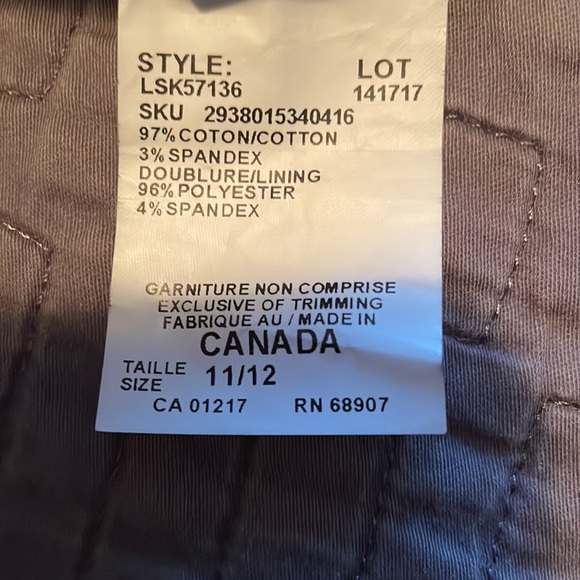 STYLE: LOT
LSK57136 141717
SKU 2938015340416
97% COTON/COTTON
3% SPANDEX
DOUBLURE/LINING
96% POLYESTER
4% SPANDEX
GARNITURE NON COMPRISE
EXCLUSIVE OF TRIMMING
FABRIQUE AU / MADE IN
CANADA
TAILLE
SIZE 11/12
CA 01217 RN 68907